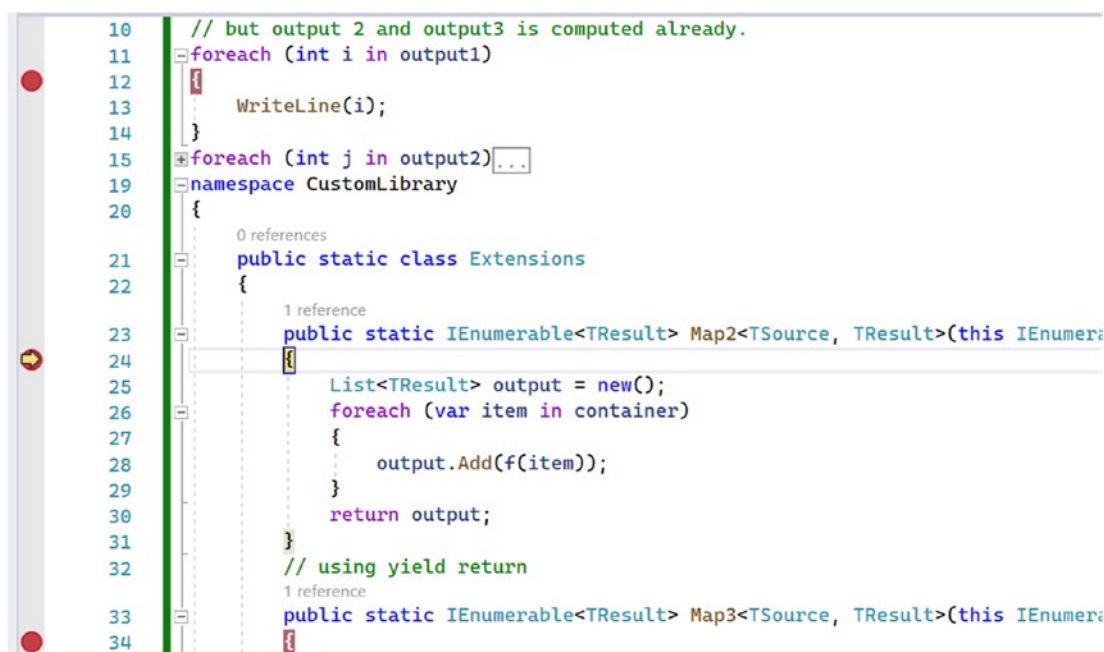 10 // but output 2 and output3 is computed already.
11 foreach (int i in output1)
12 {
13 WriteLine(i);
14 }
15 foreach (int j in output2)...
19 namespace CustomLibrary
20 {
0 references
21 public static class Extensions
22 {
1 reference
23 public static IEnumerable<TResult> Map2<TSource, TResult>(this IEnumera
24 {
25 List<TResult> output = new();
26 foreach (var item in container)
27 {
28 output.Add(f(item));
29 }
30 return output;
31 }
32 // using yield return
1 reference
33 public static IEnumerable<TResult> Map3<TSource, TResult>(this IEnumera
34 {